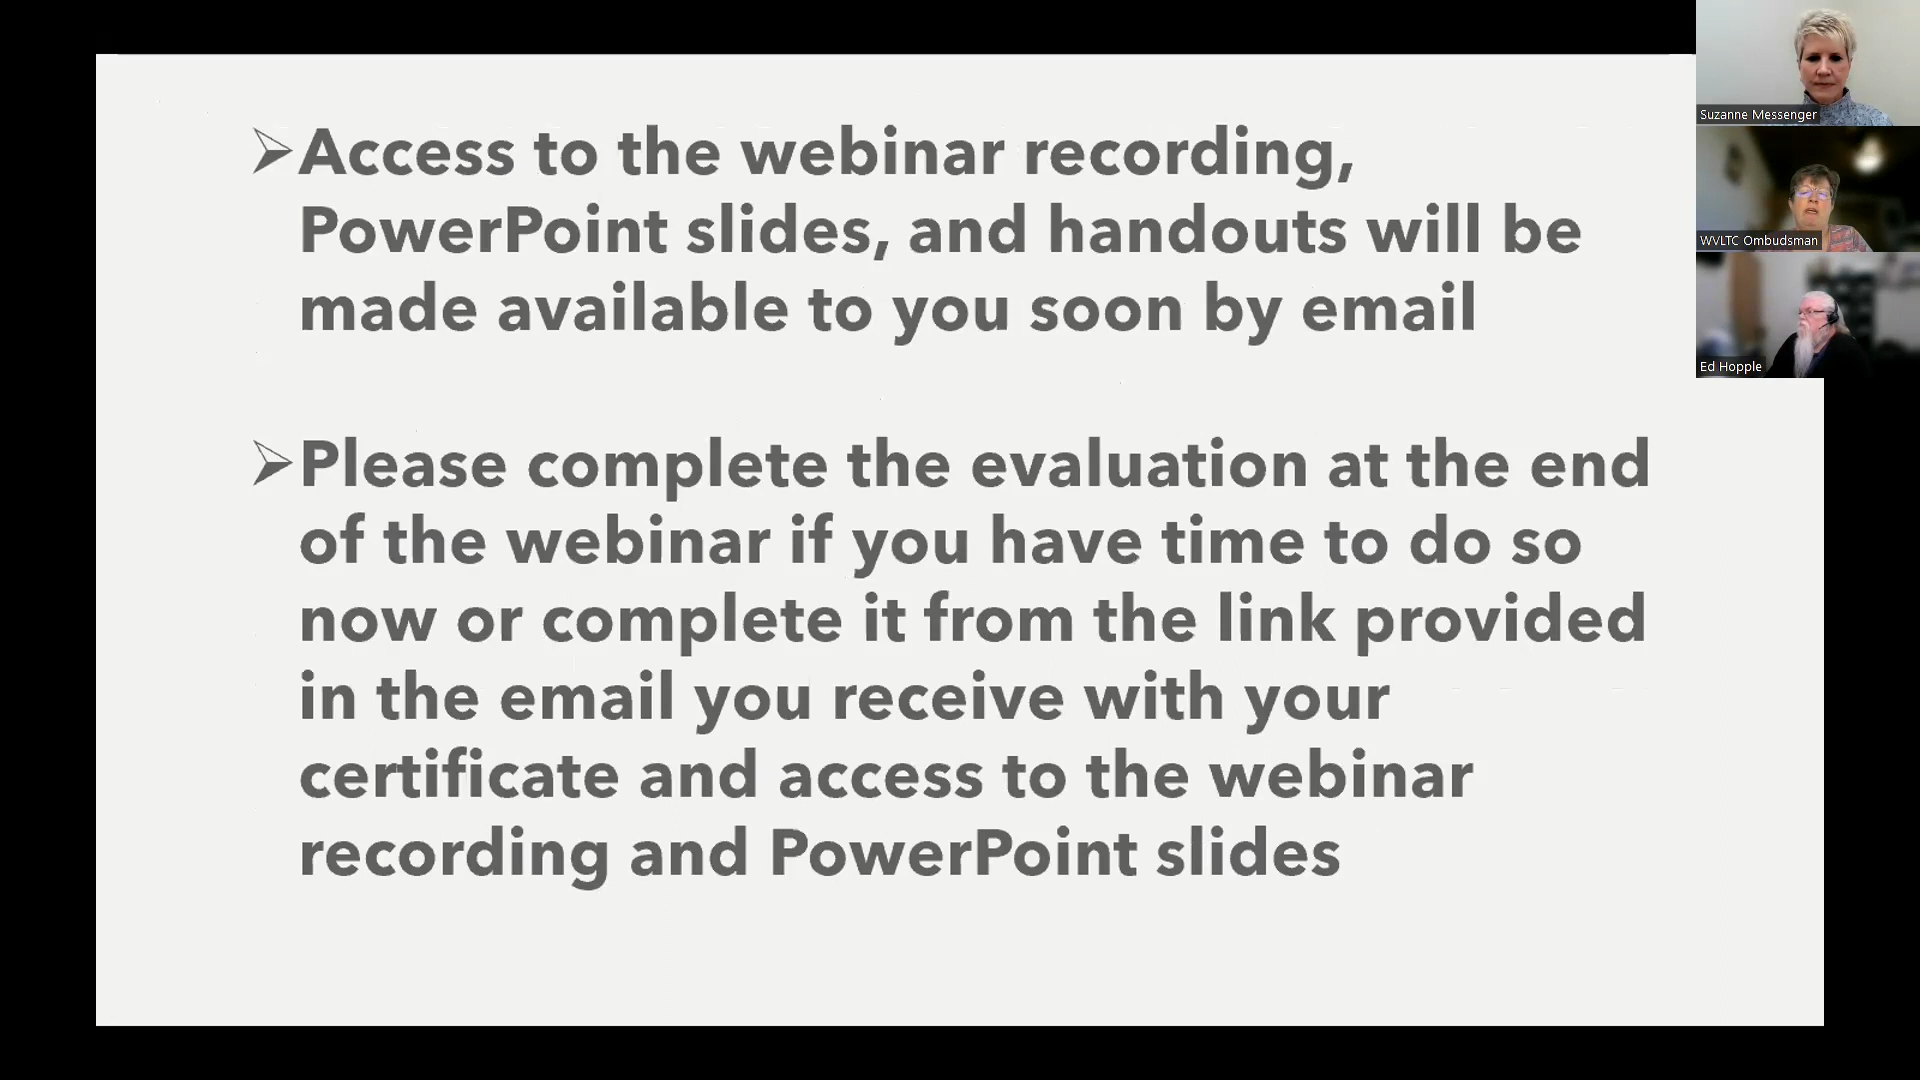 ➢Access to the webinar recording,
PowerPoint slides, and handouts will be
made available to you soon by email
➢Please complete the evaluation at the end
of the webinar if you have time to do so
now or complete it from the link provided
in the email you receive with your
certificate and access to the webinar
recording and PowerPoint slides
Suzanne Messenger
WVLTC Ombudsman
Ed Hopple